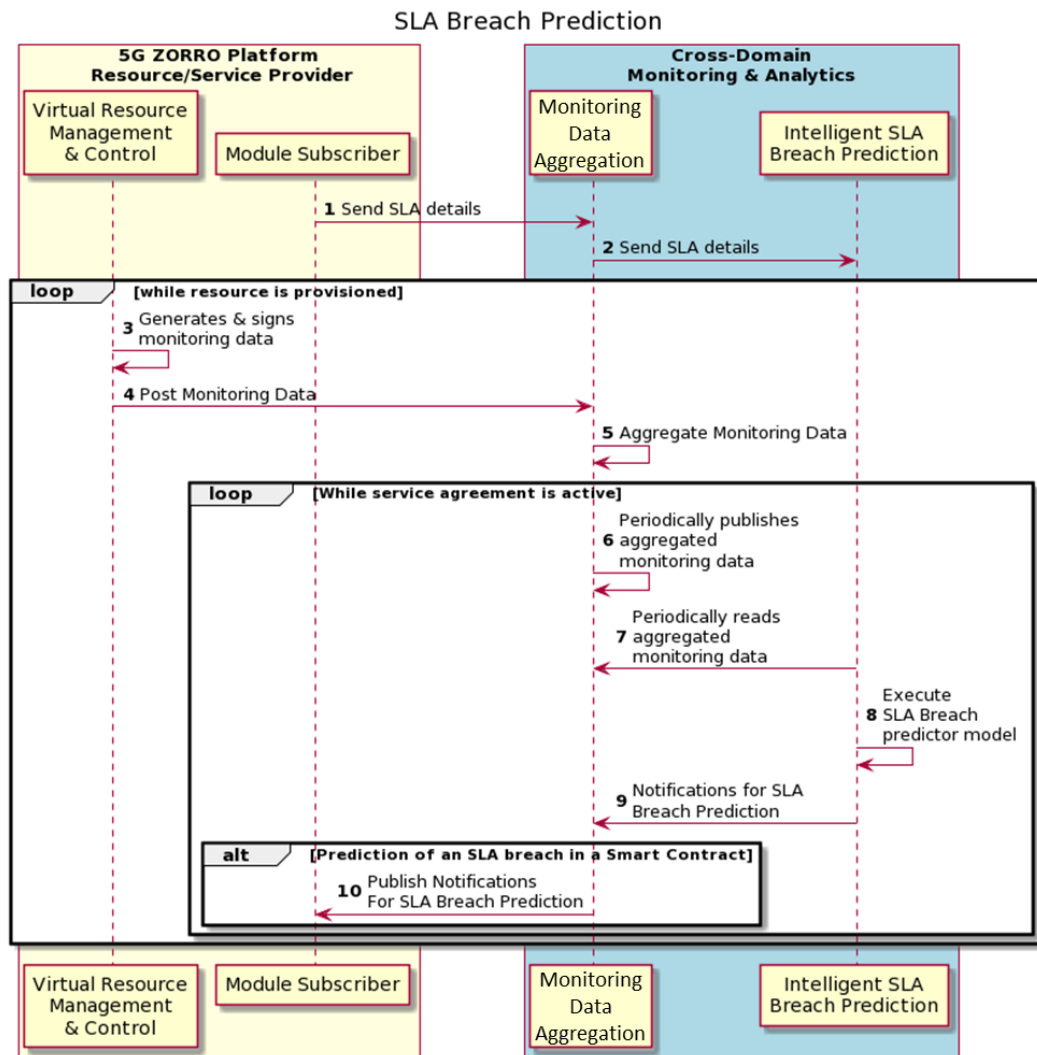 SLA Breach Prediction
5G ZORRO Platform
Resource/Service Provider
Cross-Domain
Monitoring & Analytics
Virtual Resource
Management
& Control
Module Subscriber
Monitoring
Data
Aggregation
Intelligent SLA
Breach Prediction
1 Send SLA details
2 Send SLA details
loop [while resource is provisioned]
3 Generates & signs
monitoring data
4 Post Monitoring Data
5 Aggregate Monitoring Data
loop [While service agreement is active]
Periodically publishes
6 aggregated
monitoring data
Periodically reads
7 aggregated
monitoring data
Execute
8 SLA Breach
predictor model
9 Notifications for SLA
Breach Prediction
alt [Prediction of an SLA breach in a Smart Contract]
10 Publish Notifications
For SLA Breach Prediction
Virtual Resource
Management
& Control
Module Subscriber
Monitoring
Data
Aggregation
Intelligent SLA
Breach Prediction